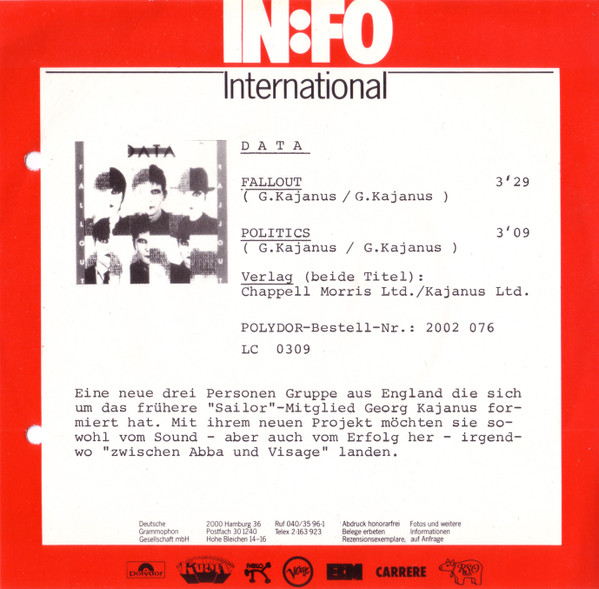 IN:FO
International
DATA
FALLOUT 3'29
( G.Kajanus / G.Kajanus )
POLITICS 3'09
( G.Kajanus / G.Kajanus )
Verlag (beide Titel):
Chappell Morris Ltd./Kajanus Ltd.
POLYDOR-Bestell-Nr.: 2002 076
LC 0309
DATA
FALLOUT
FALLOUT
Eine neue drei Personen Gruppe aus England die sich
um das frühere "Sailor"-Mitglied Georg Kajanus for-
miert hat. Mit ihrem neuen Projekt möchten sie so-
wohl vom Sound - aber auch vom Erfolg her - irgend-
wo "zwischen Abba und Visage" landen.
Deutsche
Grammophon
Gesellschaft mbH
2000 Hamburg 36
Postfach 30 1240
Hohe Bleichen 14-16
Ruf 040/35 96-1
Telex 2-163 923
Abdruck honorarfrei
Belege erbeten
Rezensionsexemplare,
Fotos und weitere
Informationen
auf Anfrage
Polydor
Verve
ECM
CARRERE
RSO